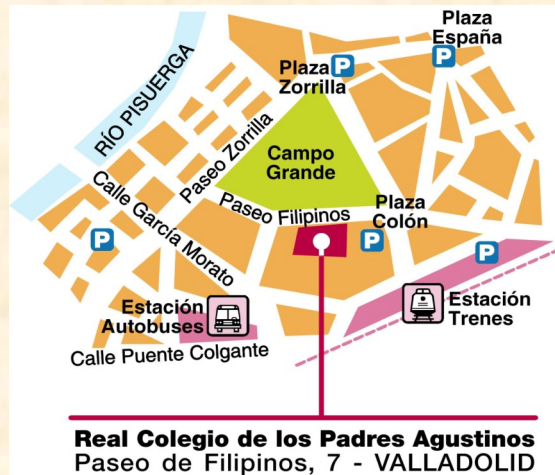 Plaza
España
P
P
Plaza
Zorrilla
RÍO PISUERGA
Paseo Zorrilla
Campo
Grande
Calle García Morato
Paseo Filipinos
Plaza
Colón
P
P
P
Estación
Autobuses
Estación
Trenes
Calle Puente Colgante
Real Colegio de los Padres Agustinos
Paseo de Filipinos, 7 - VALLADOLID